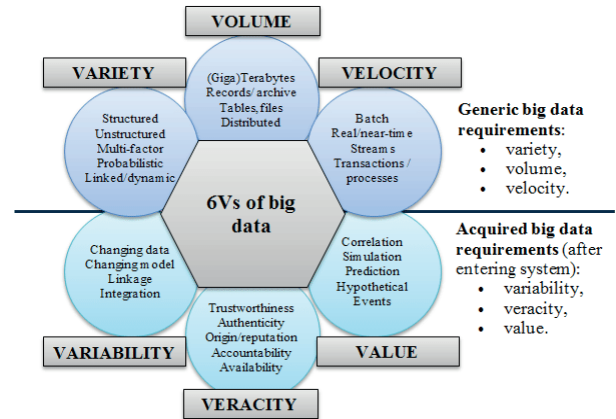 VOLUME
VARIETY
VELOCITY
(Giga)Terabytes
Records/archive
Tables, files
Distributed
Structured
Unstructured
Multi-factor
Probabilistic
Linked/dynamic
Batch
Real/near-time
Streams
Transactions /
processes
Generic big data
requirements:
• variety,
• volume,
• velocity.
6Vs of big
data
Changing data
Changing model
Linkage
Integration
Correlation
Simulation
Prediction
Hypothetical
Events
Acquired big data
requirements (after
entering system):
• variability,
• veracity,
• value.
Trustworthiness
Authenticity
Origin/reputation
Accountability
Availability
VARIABILITY
VALUE
VERACITY